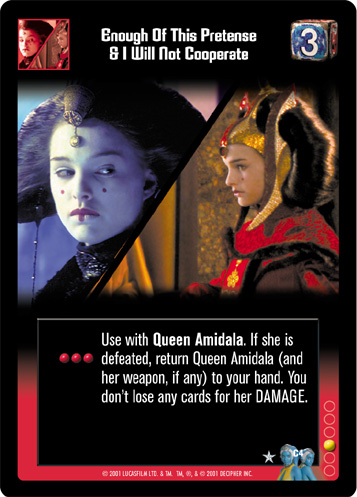 Enough Of This Pretense
& I Will Not Cooperate
3
Use with Queen Amidala. If she is
defeated, return Queen Amidala (and
her weapon, if any) to your hand. You
don't lose any cards for her DAMAGE.
C4
© 2001 LUCASFILM LTD. & TM. TM, ®, & © 2001 DECIPHER INC.